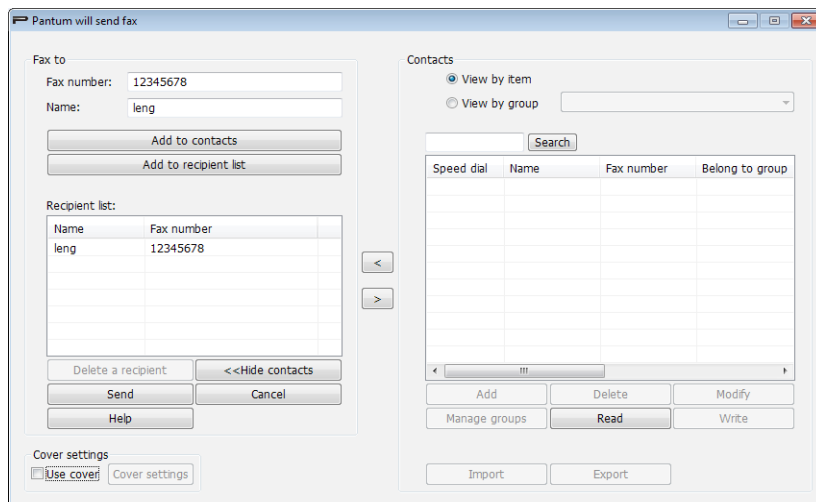 Pantum will send fax
Fax to
Fax number: 12345678
Name: leng
Add to contacts
Add to recipient list
Recipient list:
Name Fax number
leng 12345678
Delete a recipient <<Hide contacts
Send Cancel
Help
Cover settings
Use cover Cover settings
<
>
Contacts
View by item
View by group
Search
Speed dial Name Fax number Belong to group
Add Delete Modify
Manage groups Read Write
Import Export